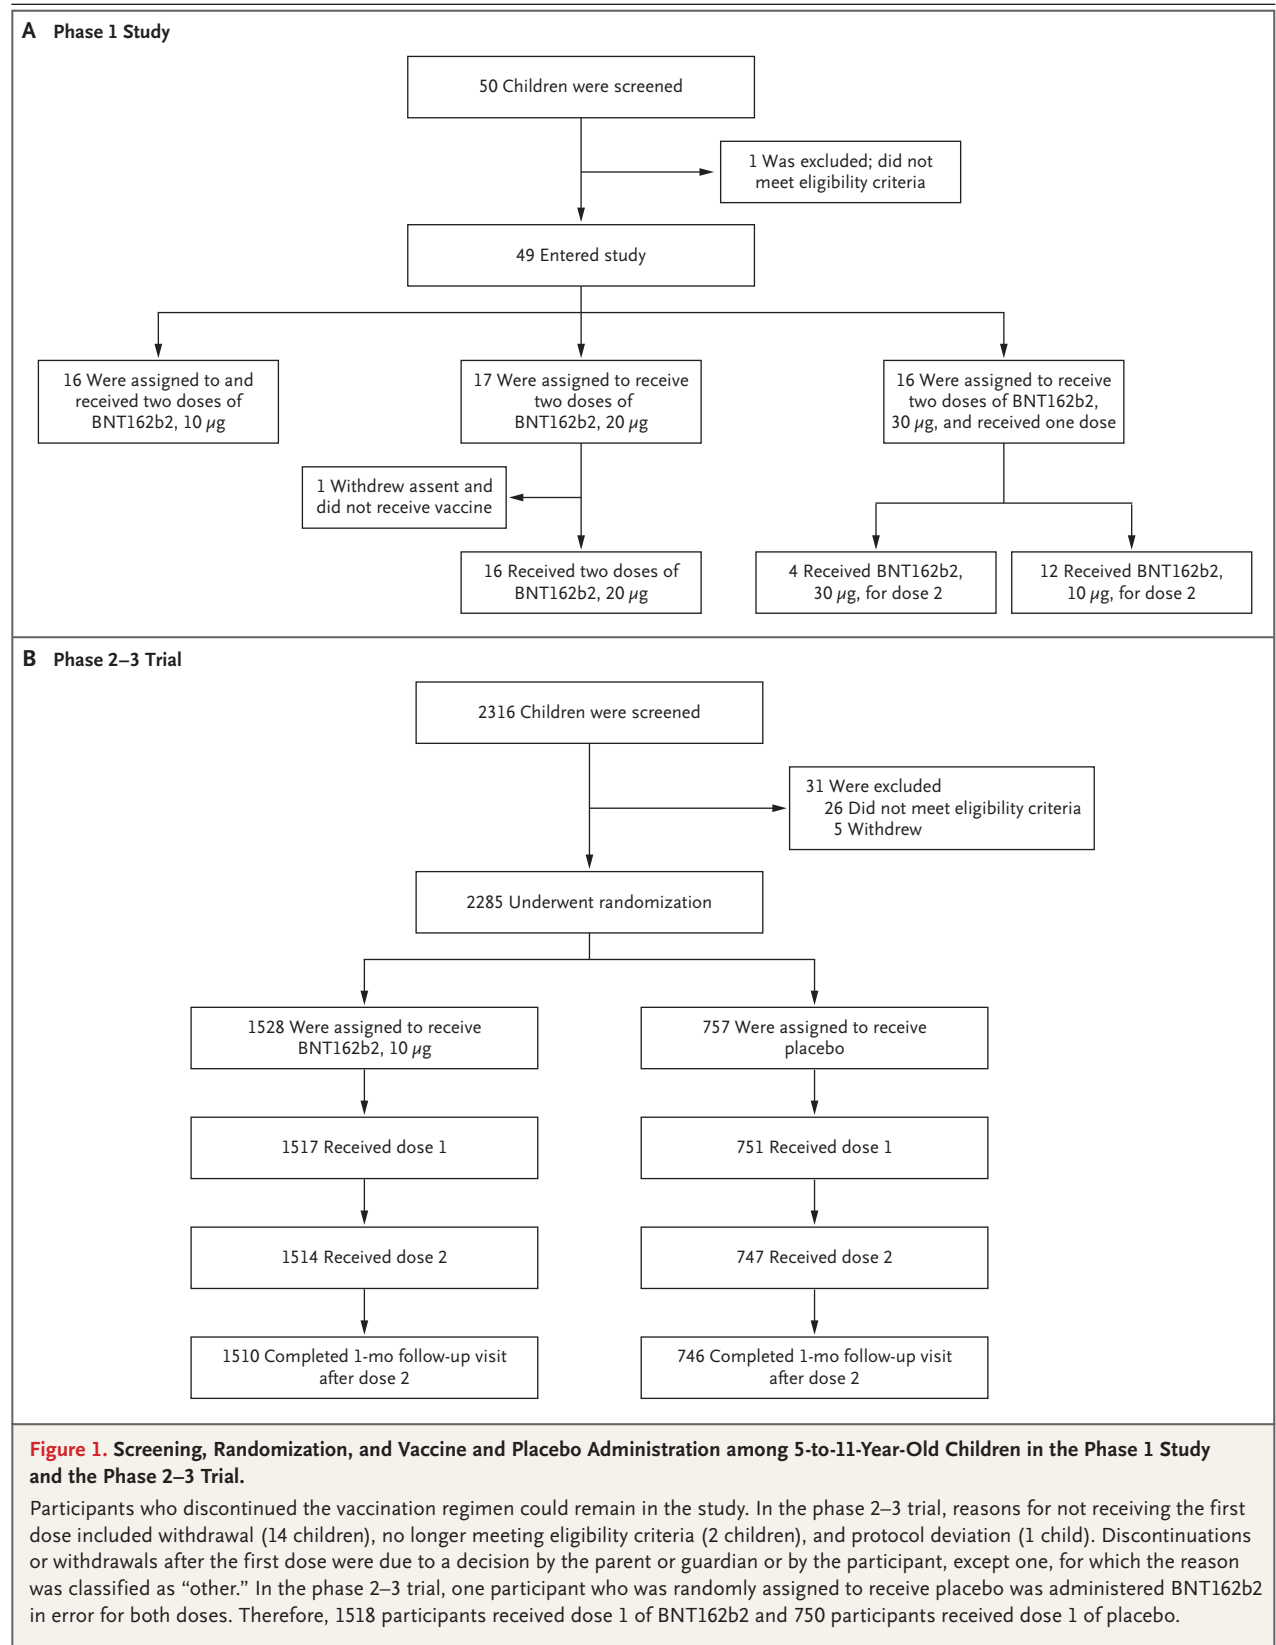 A Phase 1 Study
50 Children were screened
1 Was excluded; did not
meet eligibility criteria
49 Entered study
16 Were assigned to and
received two doses of
BNT162b2, 10 µg
17 Were assigned to receive
two doses of
BNT162b2, 20 µg
16 Were assigned to receive
two doses of BNT162b2,
30 µg, and received one dose
1 Withdrew assent and
did not receive vaccine
16 Received two doses of
BNT162b2, 20 µg
4 Received BNT162b2,
30 µg, for dose 2
12 Received BNT162b2,
10 µg, for dose 2
B Phase 2–3 Trial
2316 Children were screened
31 Were excluded
26 Did not meet eligibility criteria
5 Withdrew
2285 Underwent randomization
1528 Were assigned to receive
BNT162b2, 10 µg
757 Were assigned to receive
placebo
1517 Received dose 1
751 Received dose 1
1514 Received dose 2
747 Received dose 2
1510 Completed 1-mo follow-up visit
after dose 2
746 Completed 1-mo follow-up visit
after dose 2
Figure 1. Screening, Randomization, and Vaccine and Placebo Administration among 5-to-11-Year-Old Children in the Phase 1 Study
and the Phase 2–3 Trial.
Participants who discontinued the vaccination regimen could remain in the study. In the phase 2–3 trial, reasons for not receiving the first
dose included withdrawal (14 children), no longer meeting eligibility criteria (2 children), and protocol deviation (1 child). Discontinuations
or withdrawals after the first dose were due to a decision by the parent or guardian or by the participant, except one, for which the reason
was classified as “other.” In the phase 2–3 trial, one participant who was randomly assigned to receive placebo was administered BNT162b2
in error for both doses. Therefore, 1518 participants received dose 1 of BNT162b2 and 750 participants received dose 1 of placebo.